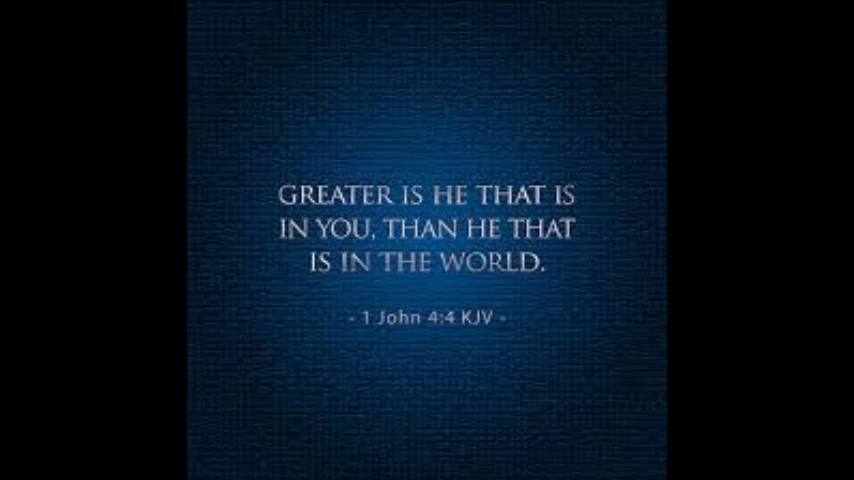 GREATER IS HE THAT IS
IN YOU, THAN HE THAT
IS IN THE WORLD.
- 1 John 4:4 KJV -